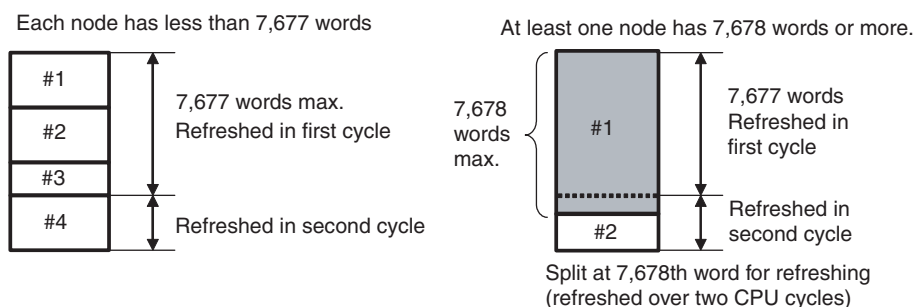 Each node has less than 7,677 words
#1
#2
#3
#4
7,677 words max.
Refreshed in first cycle
Refreshed in second cycle
At least one node has 7,678 words or more.
7,678
words
max.
#1
#2
7,677 words
Refreshed in
first cycle
Refreshed in
second cycle
Split at 7,678th word for refreshing
(refreshed over two CPU cycles)